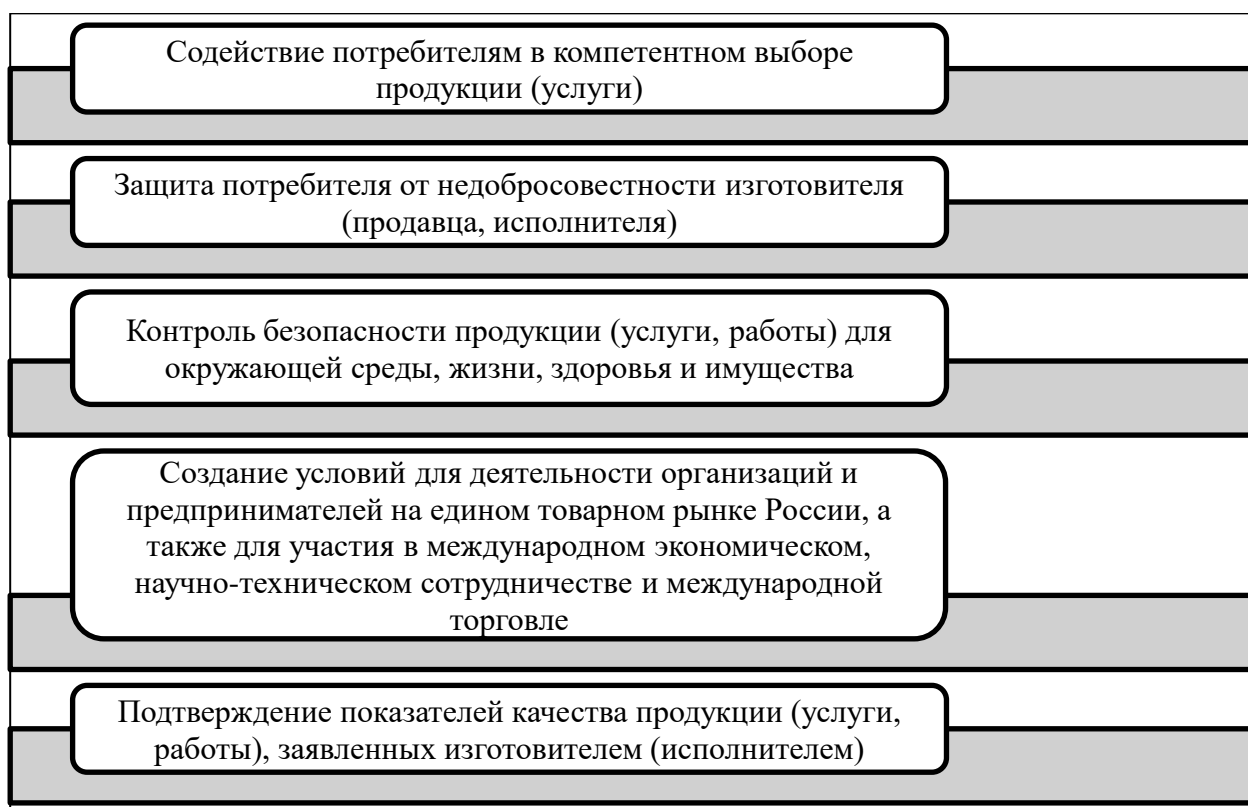 Содействие потребителям в компетентном выборе
продукции (услуги)
Защита потребителя от недобросовестности изготовителя
(продавца, исполнителя)
Контроль безопасности продукции (услуги, работы) для
окружающей среды, жизни, здоровья и имущества
Создание условий для деятельности организаций и
предпринимателей на едином товарном рынке России, а
также для участия в международном экономическом,
научно-техническом сотрудничестве и международной
торговле
Подтверждение показателей качества продукции (услуги,
работы), заявленных изготовителем (исполнителем)